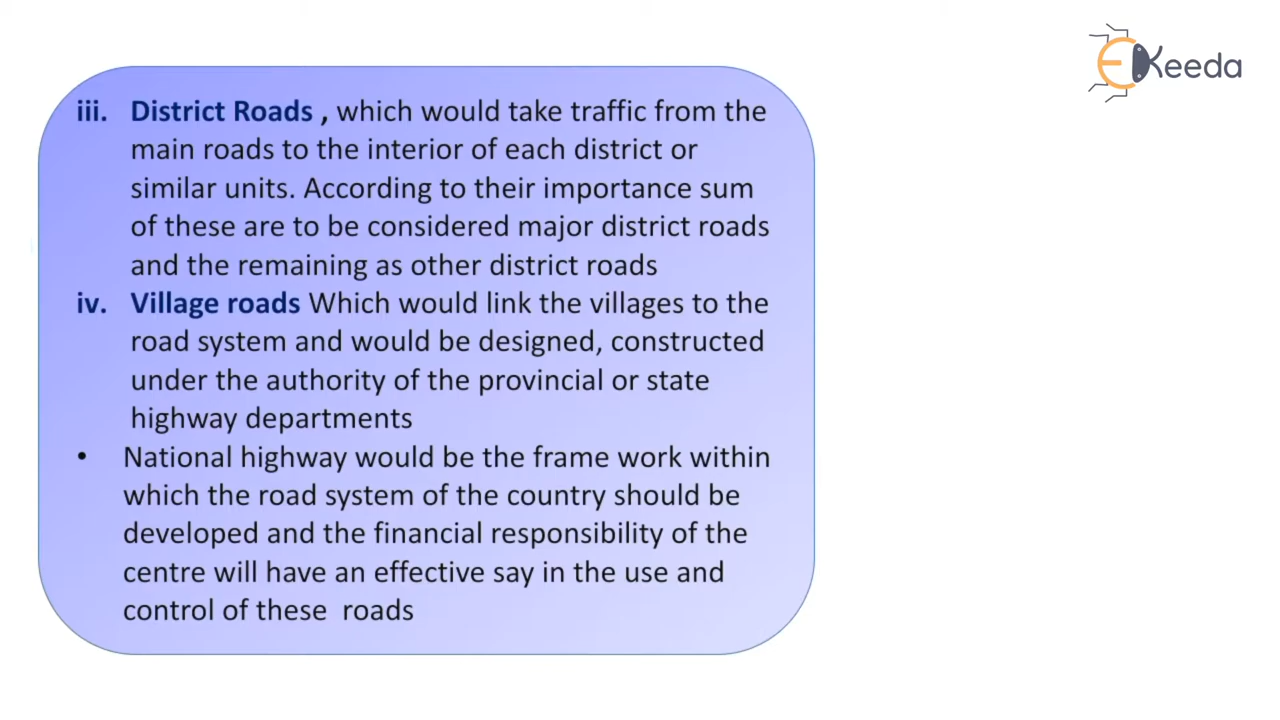 EKeeda
iii. District Roads , which would take traffic from the
main roads to the interior of each district or
similar units. According to their importance sum
of these are to be considered major district roads
and the remaining as other district roads
iv. Village roads Which would link the villages to the
road system and would be designed, constructed
under the authority of the provincial or state
highway departments
• National highway would be the frame work within
which the road system of the country should be
developed and the financial responsibility of the
centre will have an effective say in the use and
control of these roads